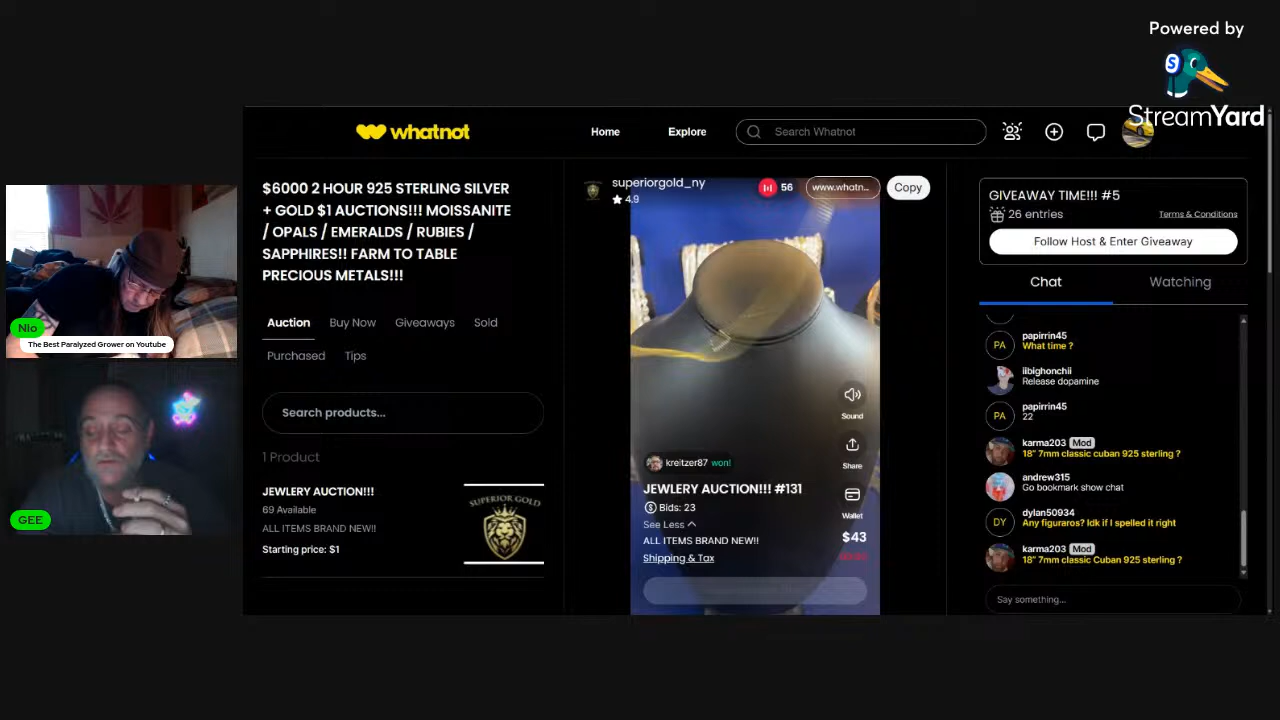 Powered by
StreamYard
whatnot
Home
Explore
Search Whatnot
$6000 2 HOUR 925 STERLING SILVER
+ GOLD $1 AUCTIONS!!! MOISSANITE
/ OPALS / EMERALDS / RUBIES /
SAPPHIRES!! FARM TO TABLE
PRECIOUS METALS!!!
Auction
Buy Now
Giveaways
Sold
Purchased
Tips
Search products...
1 Product
JEWLERY AUCTION!!!
69 Available
ALL ITEMS BRAND NEW!!
Starting price: $1
SUPERIOR GOLD
superiorgold_ny
4.9
56
www.whatn...
Copy
Sound
Share
Wallet
kreitzer87 won!
JEWLERY AUCTION!!! #131
Bids: 23
See Less
ALL ITEMS BRAND NEW!!
Shipping & Tax
$43
GIVEAWAY TIME!!! #5
26 entries
Terms & Conditions
Follow Host & Enter Giveaway
Chat
Watching
PA
papirrin45
What time ?
iibighonchii
Release dopamine
PA
papirrin45
22
karma203 Mod
18" 7mm classic cuban 925 sterling ?
andrew315
Go bookmark show chat
DY
dylan50934
Any figuraros? Idk if I spelled it right
karma203 Mod
18" 7mm classic Cuban 925 sterling ?
Say something...
Nio
The Best Paralyzed Grower on Youtube
GEE